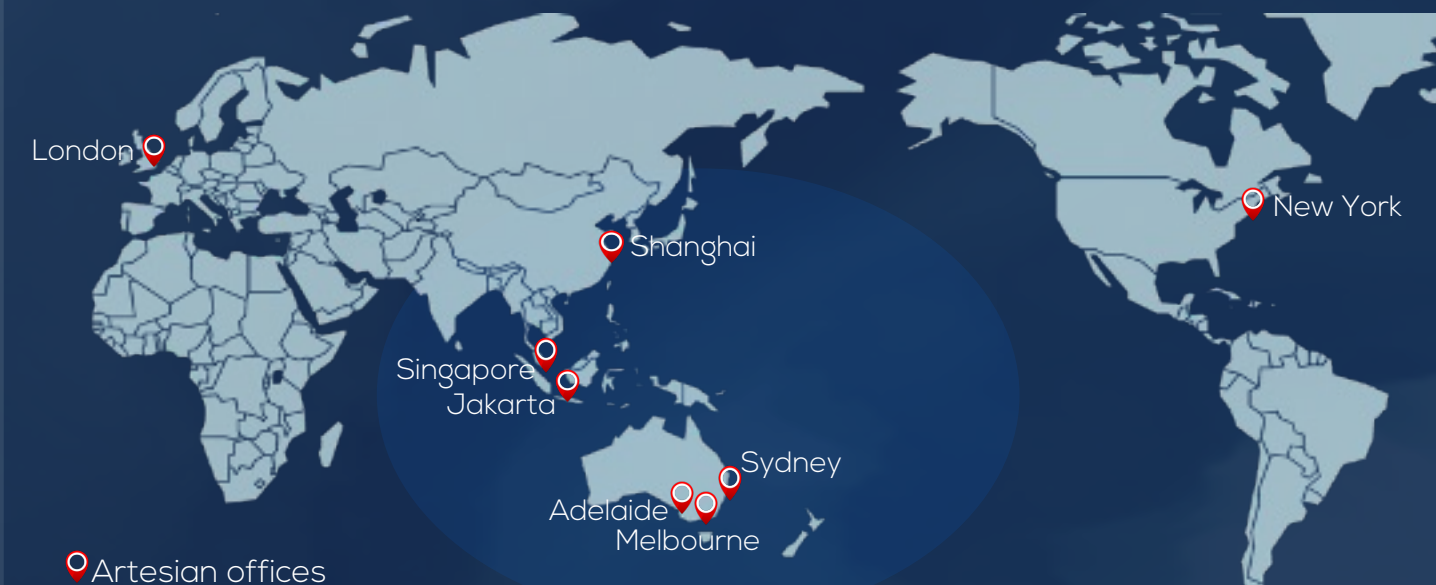 London
New York
Shanghai
Singapore
Jakarta
Sydney
Adelaide
Melbourne
Artesian offices